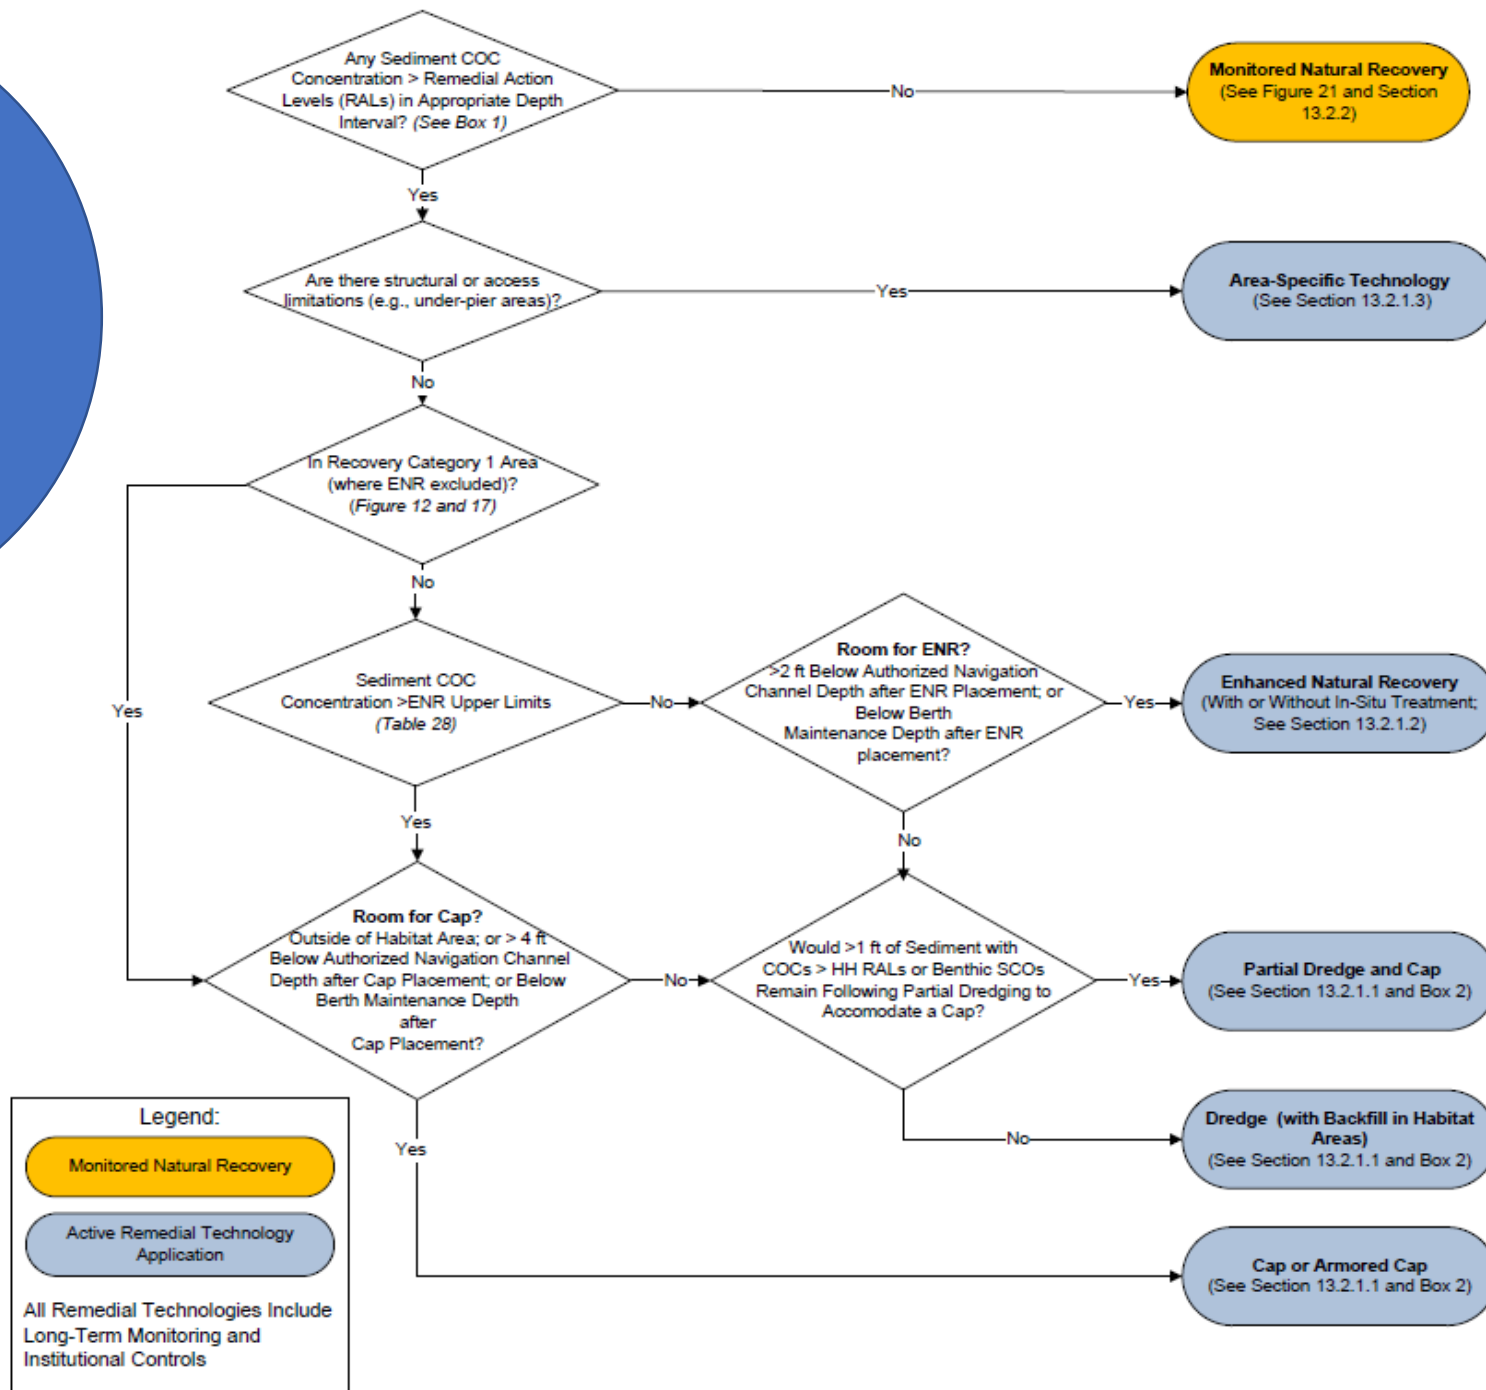 Any Sediment COC
Concentration > Remedial Action
Levels (RALs) in Appropriate Depth
Interval? (See Box 1)
No
Monitored Natural Recovery
(See Figure 21 and Section
13.2.2)
Yes
Are there structural or access
limitations (e.g., under-pier areas)?
Yes
Area-Specific Technology
(See Section 13.2.1.3)
No
In Recovery Category 1 Area
(where ENR excluded)?
(Figure 12 and 17)
No
Yes
Sediment COC
Concentration >ENR Upper Limits
(Table 28)
No
Room for ENR?
>2 ft Below Authorized Navigation
Channel Depth after ENR Placement; or
Below Berth
Maintenance Depth after ENR
placement?
Yes
Enhanced Natural Recovery
(With or Without In-Situ Treatment;
See Section 13.2.1.2)
Yes
No
Room for Cap?
Outside of Habitat Area; or > 4 ft
Below Authorized Navigation Channel
Depth after Cap Placement; or Below
Berth Maintenance Depth
after
Cap Placement?
No
Would >1 ft of Sediment with
COCs > HH RALs or Benthic SCOs
Remain Following Partial Dredging to
Accomodate a Cap?
Yes
Partial Dredge and Cap
(See Section 13.2.1.1 and Box 2)
No
Dredge (with Backfill in Habitat
Areas)
(See Section 13.2.1.1 and Box 2)
Yes
Cap or Armored Cap
(See Section 13.2.1.1 and Box 2)
Legend:
Monitored Natural Recovery
Active Remedial Technology
Application
All Remedial Technologies Include
Long-Term Monitoring and
Institutional Controls